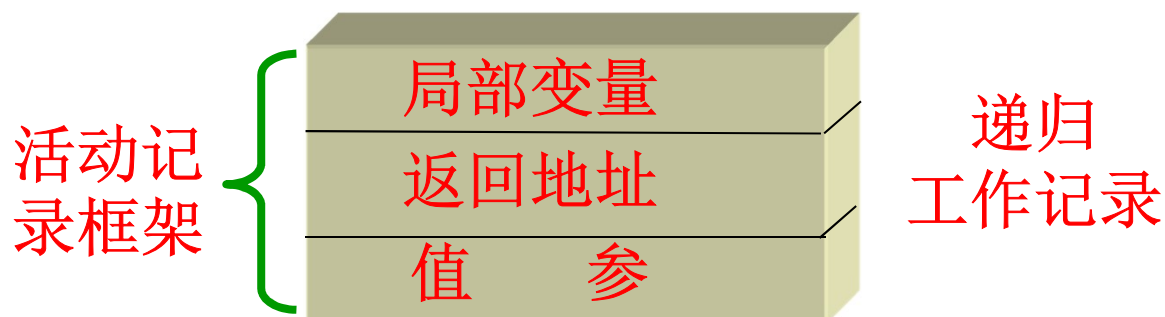 活动记
录框架
局部变量
返回地址
值 参
递归
工作记录